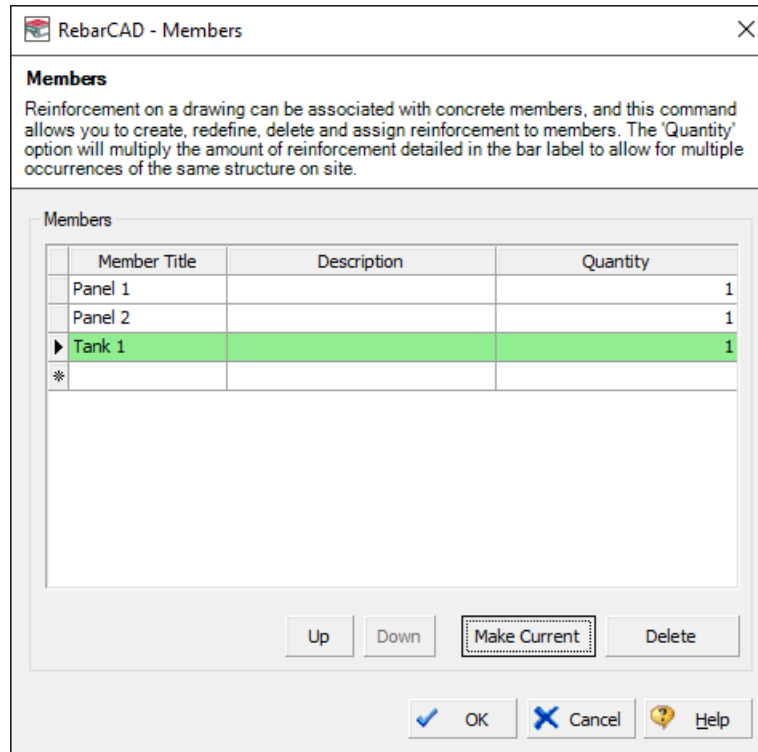 RebarCAD - Members
Members
Reinforcement on a drawing can be associated with concrete members, and this command
allows you to create, redefine, delete and assign reinforcement to members. The 'Quantity'
option will multiply the amount of reinforcement detailed in the bar label to allow for multiple
occurrences of the same structure on site.
Members
Member Title Description Quantity
Panel 1 1
Panel 2 1
Tank 1 1
Up Down Make Current Delete
OK Cancel Help